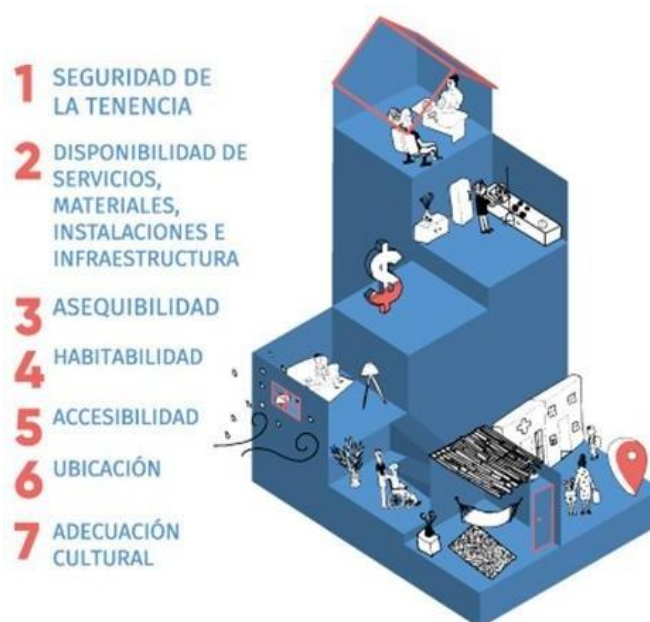 1 SEGURIDAD DE
LA TENENCIA
2 DISPONIBILIDAD DE
SERVICIOS,
MATERIALES,
INSTALACIONES E
INFRAESTRUCTURA
3 ASEQUIBILIDAD
4 HABITABILIDAD
5 ACCESIBILIDAD
6 UBICACIÓN
7 ADECUACIÓN
CULTURAL
$